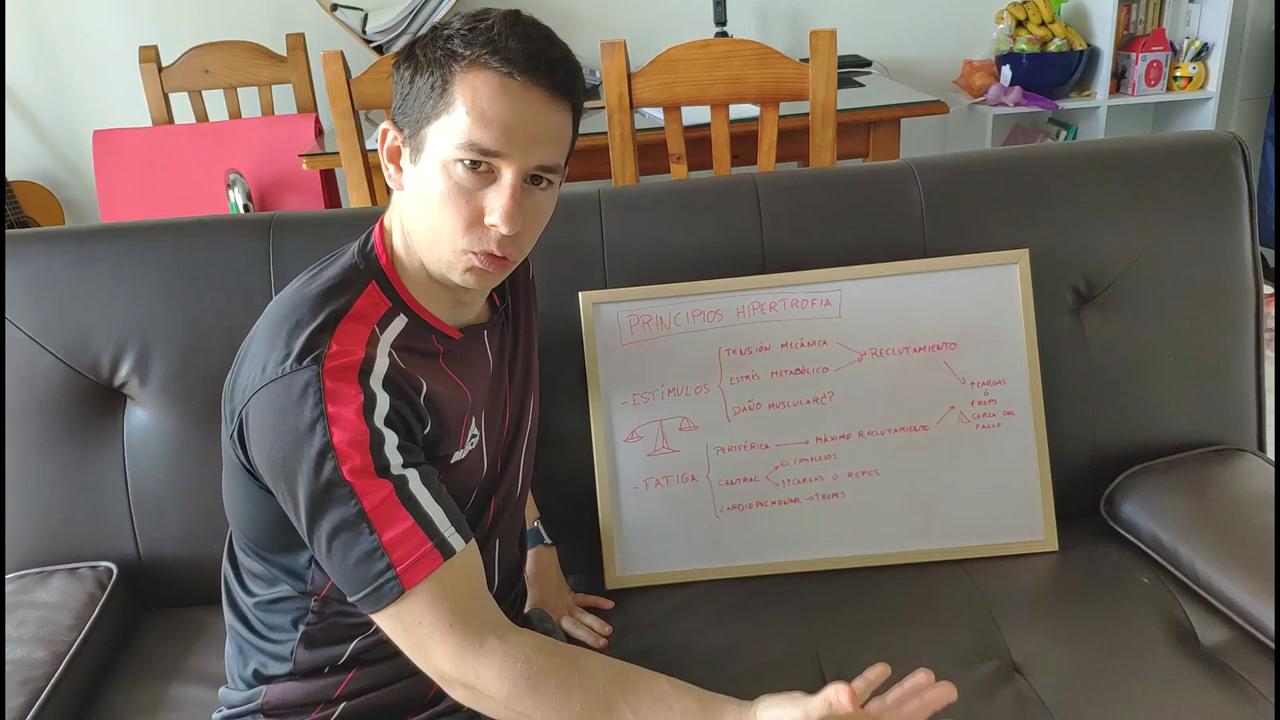 PRINCIPIOS HIPERTROFIA
- ESTÍMULOS
TENSIÓN MECÁNICA
ESTRÉS METABÓLICO
DAÑO MUSCULAR ¿?
RECLUTAMIENTO
↑ CARGAS
Ó
↑ REPS
CERCA DEL
FALLO
- FATIGA
PERIFÉRICA → MÁXIMO RECLUTAMIENTO
CENTRAL
COMPLEJOS
↑↑ CARGAS O REPES
CARDIOPULMONAR → ↑ REPES